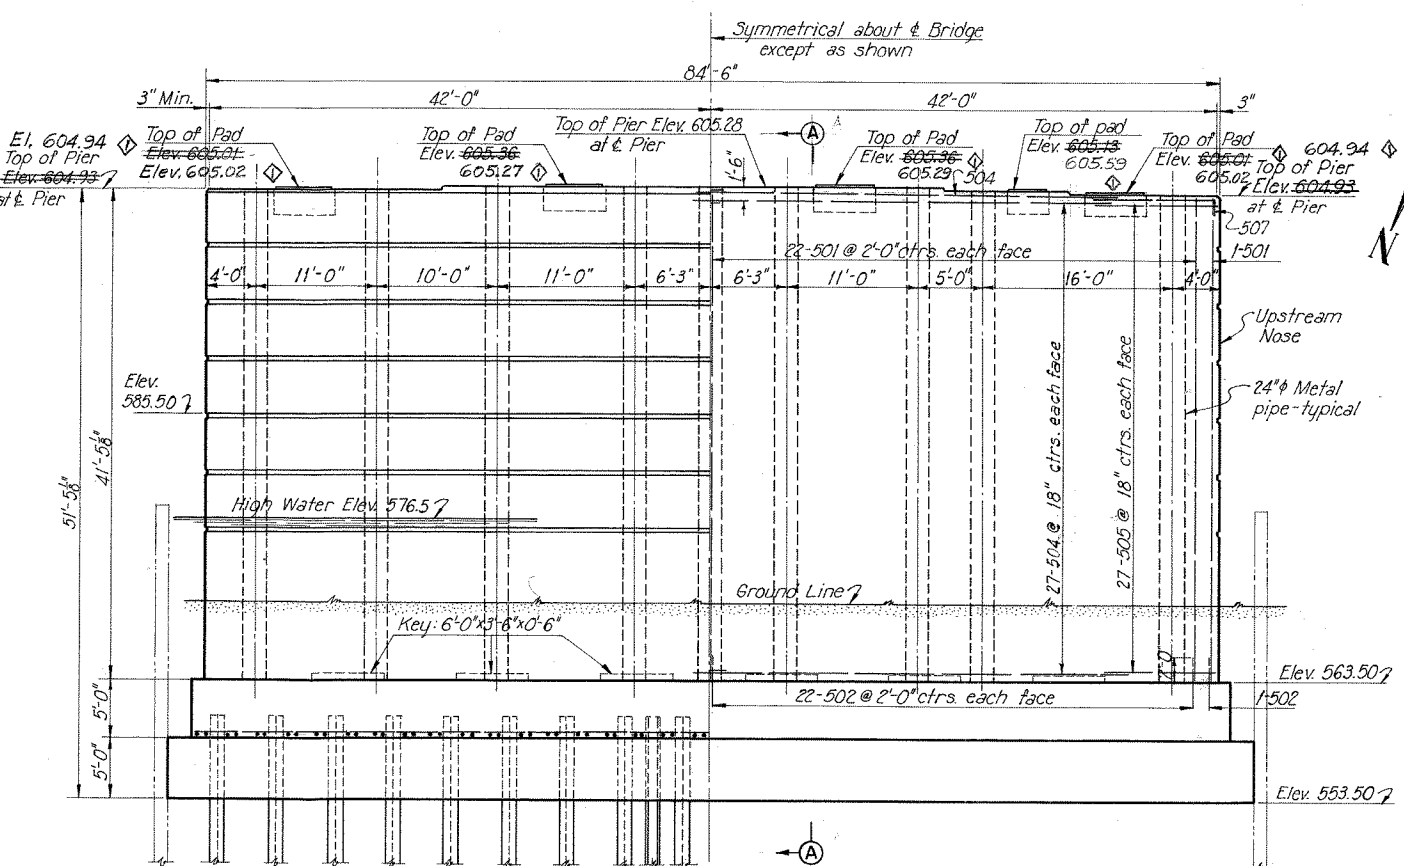 Symmetrical about ℄ Bridge
except as shown
84'-6"
3" Min.
42'-0"
42'-0"
3"
El. 604.94
Top of Pier
Elev. 604.93
at ℄ Pier
Top of Pad
Elev. 605.01
Elev. 605.02
1
Top of Pad
Elev. 605.36
605.27
1
Top of Pier Elev. 605.28
at ℄ Pier
A
A
1'-6"
Top of Pad
Elev. 605.36
605.29
504
Top of pad
Elev. 605.13
605.59
1
Top of Pad
Elev. 605.01
605.02
604.94
1
Top of Pier
Elev. 604.93
at ℄ Pier
507
N
22-501 @ 2'-0" ctrs. each face
1-501
4'-0"
11'-0"
10'-0"
11'-0"
6'-3"
6'-3"
11'-0"
5'-0"
16'-0"
4'-0"
Upstream
Nose
24"ϕ Metal
pipe-typical
Elev.
585.50
41'-5⅛"
51'-5⅛"
27-504 @ 18" ctrs. each face
27-505 @ 18" ctrs. each face
High Water Elev. 576.5
Ground Line
Key: 6'-0"x3'-6"x0'-6"
Elev. 563.50
22-502 @ 2'-0" ctrs. each face
1-502
5'-0"
5'-0"
Elev. 553.50
A